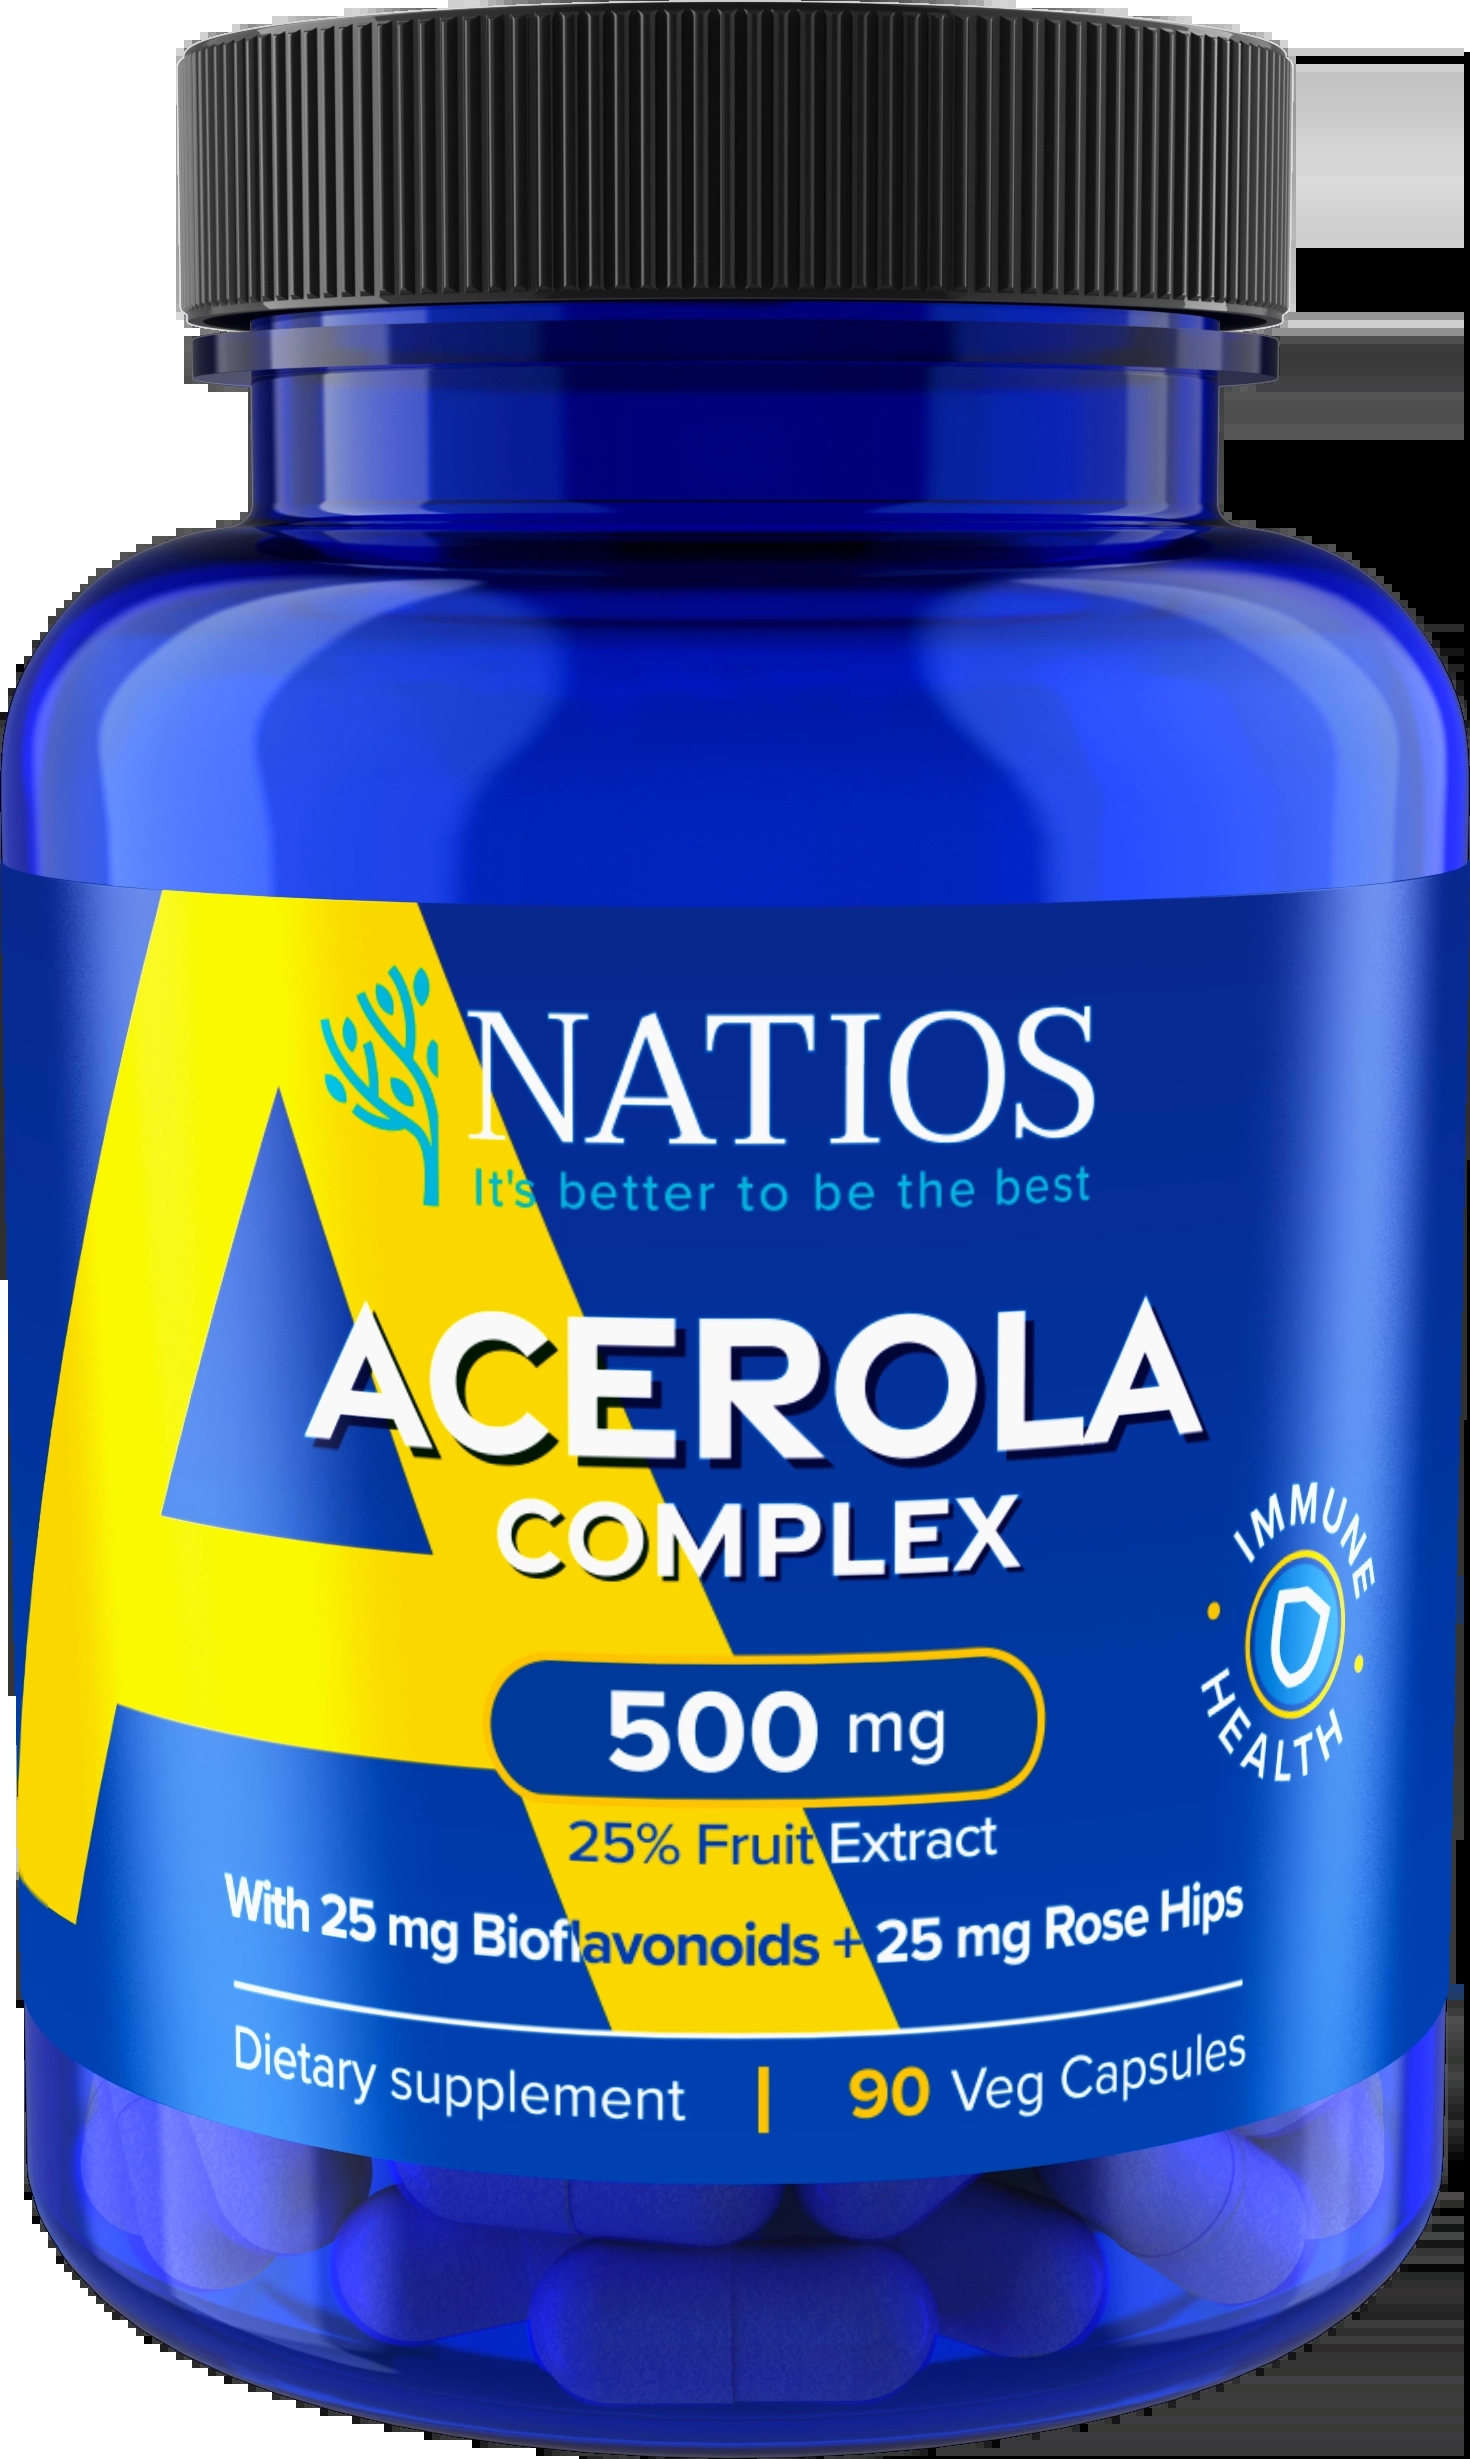 NATIOS
It's better to be the best
ACEROLA
COMPLEX
IMMUNE
HEALTH
500 mg
25% Fruit Extract
With 25 mg Bioflavonoids + 25 mg Rose Hips
Dietary supplement | 90 Veg Capsules